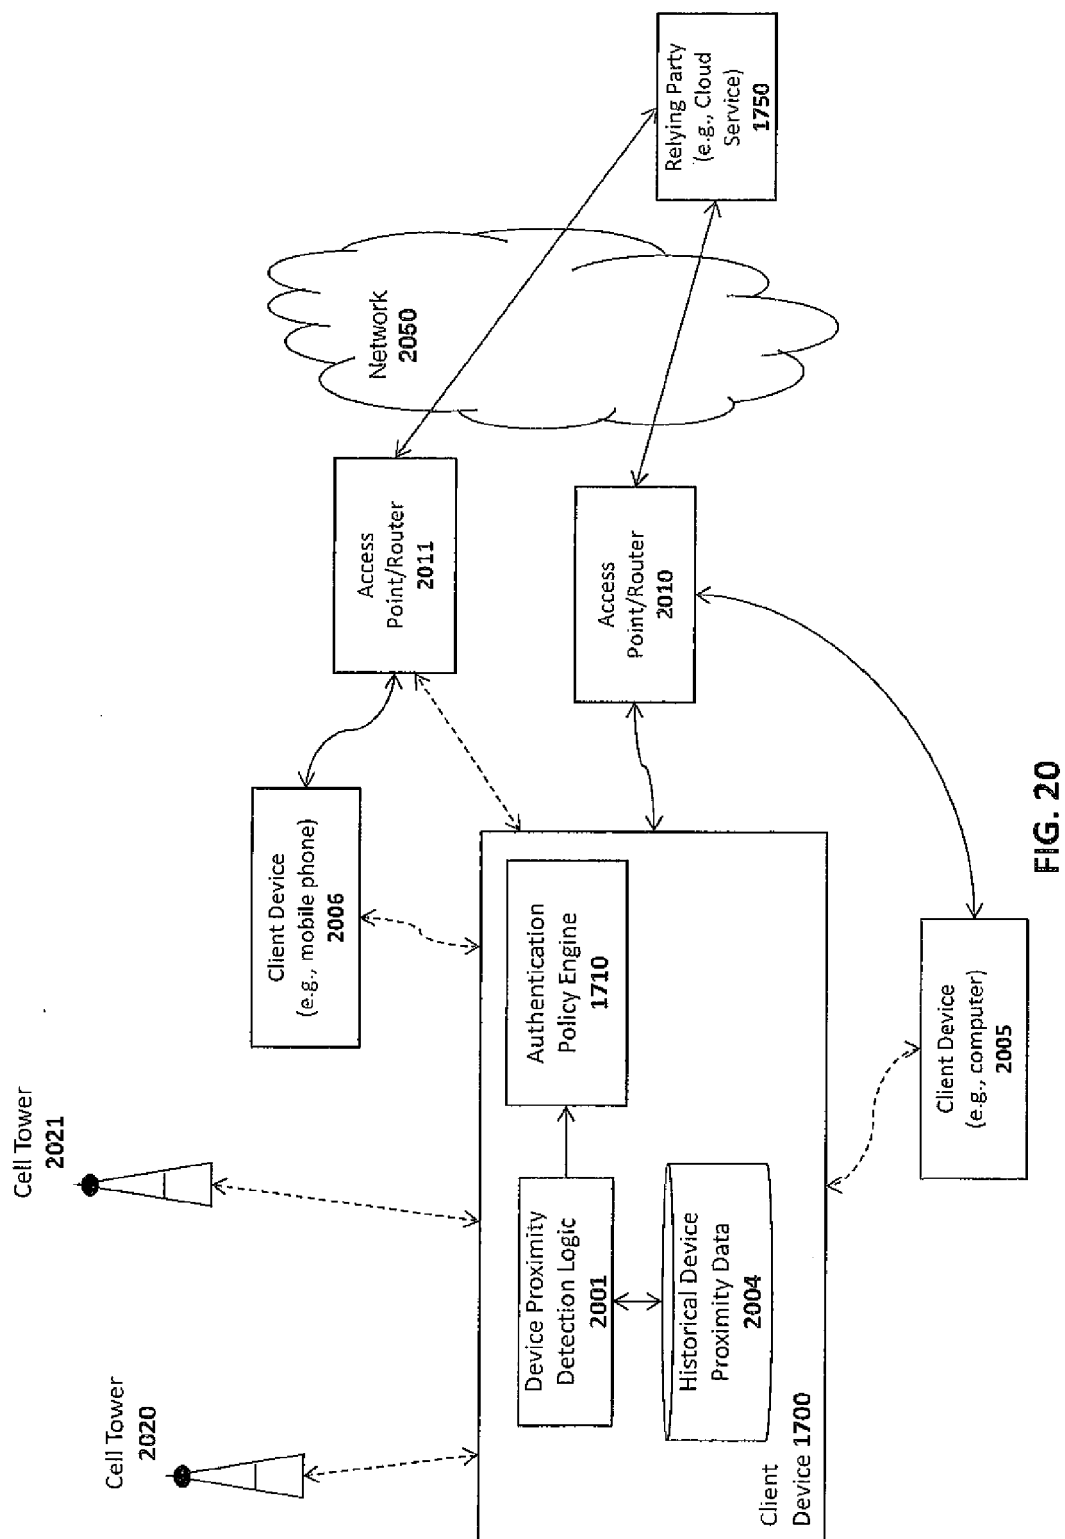 Cell Tower
2020
Cell Tower
2021
Client Device
(e.g., mobile phone)
2006
Access
Point/Router
2011
Network
2050
Relying Party
(e.g., Cloud
Service)
1750
Device Proximity
Detection Logic
2001
Authentication
Policy Engine
1710
Access
Point/Router
2010
Historical Device
Proximity Data
2004
Client
Device 1700
Client Device
(e.g., computer)
2005
FIG. 20